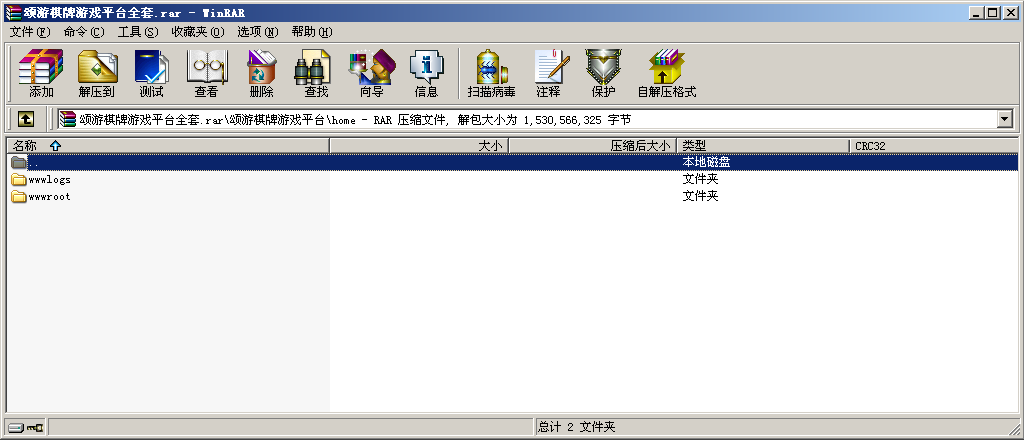 颂游棋牌游戏平台全套.rar - WinRAR
文件(F) 命令(C) 工具(S) 收藏夹(O) 选项(N) 帮助(H)
添加 解压到 测试 查看 删除 查找 向导 信息 扫描病毒 注释 保护 自解压格式
颂游棋牌游戏平台全套.rar\颂游棋牌游戏平台\home - RAR 压缩文件, 解包大小为 1,530,566,325 字节
名称 大小 压缩后大小 类型 CRC32
.. 本地磁盘
wwwlogs 文件夹
wwwroot 文件夹
总计 2 文件夹